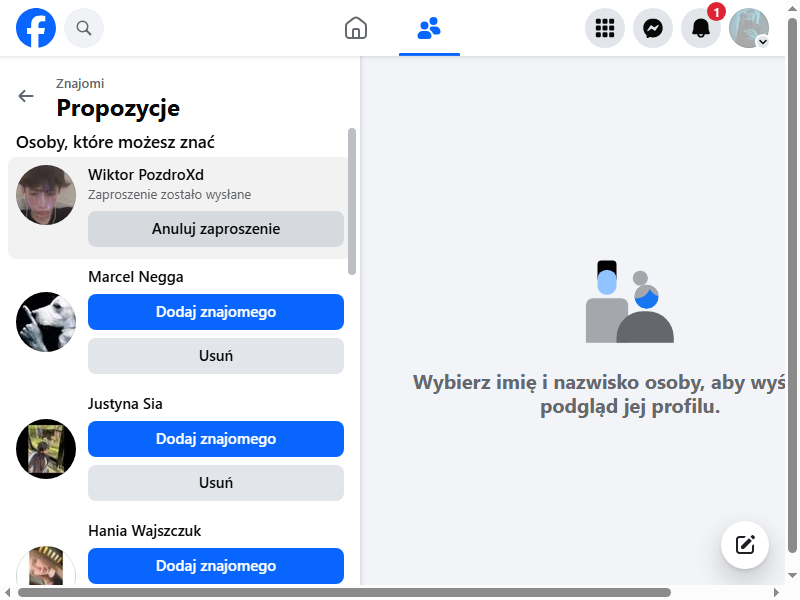 1
Znajomi
Propozycje
Osoby, które możesz znać
Wiktor PozdroXd
Zaproszenie zostało wysłane
Anuluj zaproszenie
Marcel Negga
Dodaj znajomego
Usuń
Justyna Sia
Dodaj znajomego
Usuń
Hania Wajszczuk
Dodaj znajomego
Wybierz imię i nazwisko osoby, aby wyś
podgląd jej profilu.